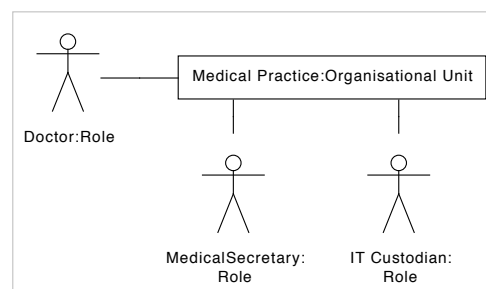 Medical Practice:Organisational Unit
Doctor:Role
MedicalSecretary:
Role
IT Custodian:
Role